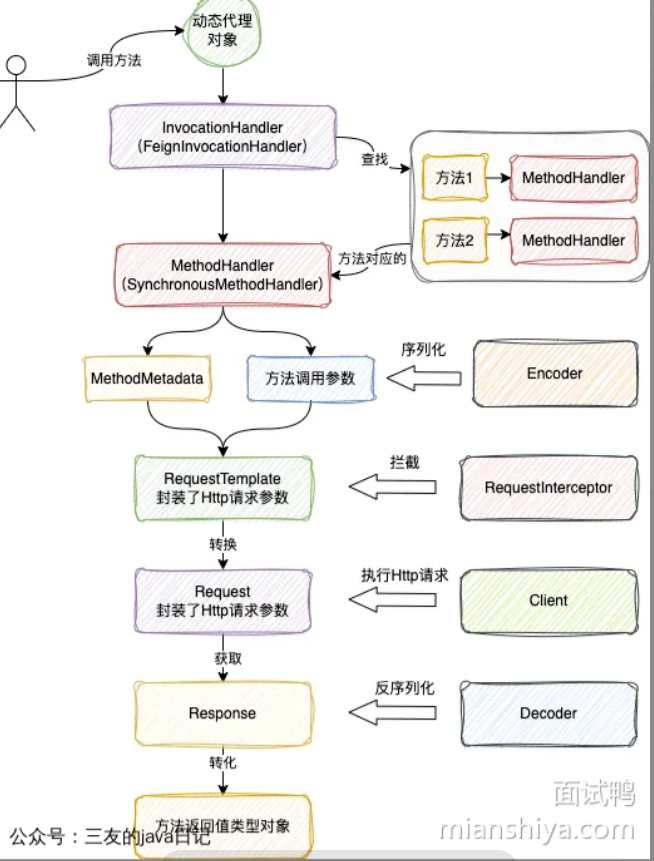 动态代理
对象
调用方法
InvocationHandler
(FeignInvocationHandler)
查找
方法1
MethodHandler
方法2
MethodHandler
方法对应的
MethodHandler
(SynchronousMethodHandler)
MethodMetadata
方法调用参数
序列化
Encoder
RequestTemplate
封装了Http请求参数
拦截
RequestInterceptor
转换
Request
封装了Http请求参数
执行Http请求
Client
获取
Response
反序列化
Decoder
转化
方法返回值类型对象
公众号：三友的java日记
面试鸭
mianshiya.com